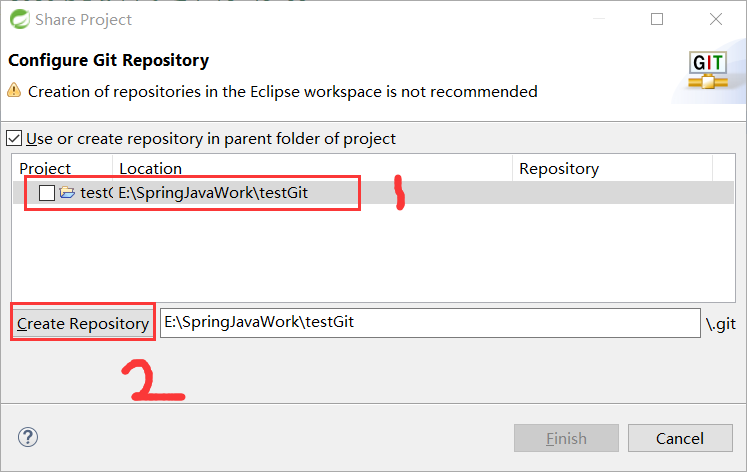 Share Project
Configure Git Repository
GIT
Creation of repositories in the Eclipse workspace is not recommended
Use or create repository in parent folder of project
Project Location Repository
E:\SpringJavaWork\testGit
1
Create Repository E:\SpringJavaWork\testGit \.git
2
? Finish Cancel